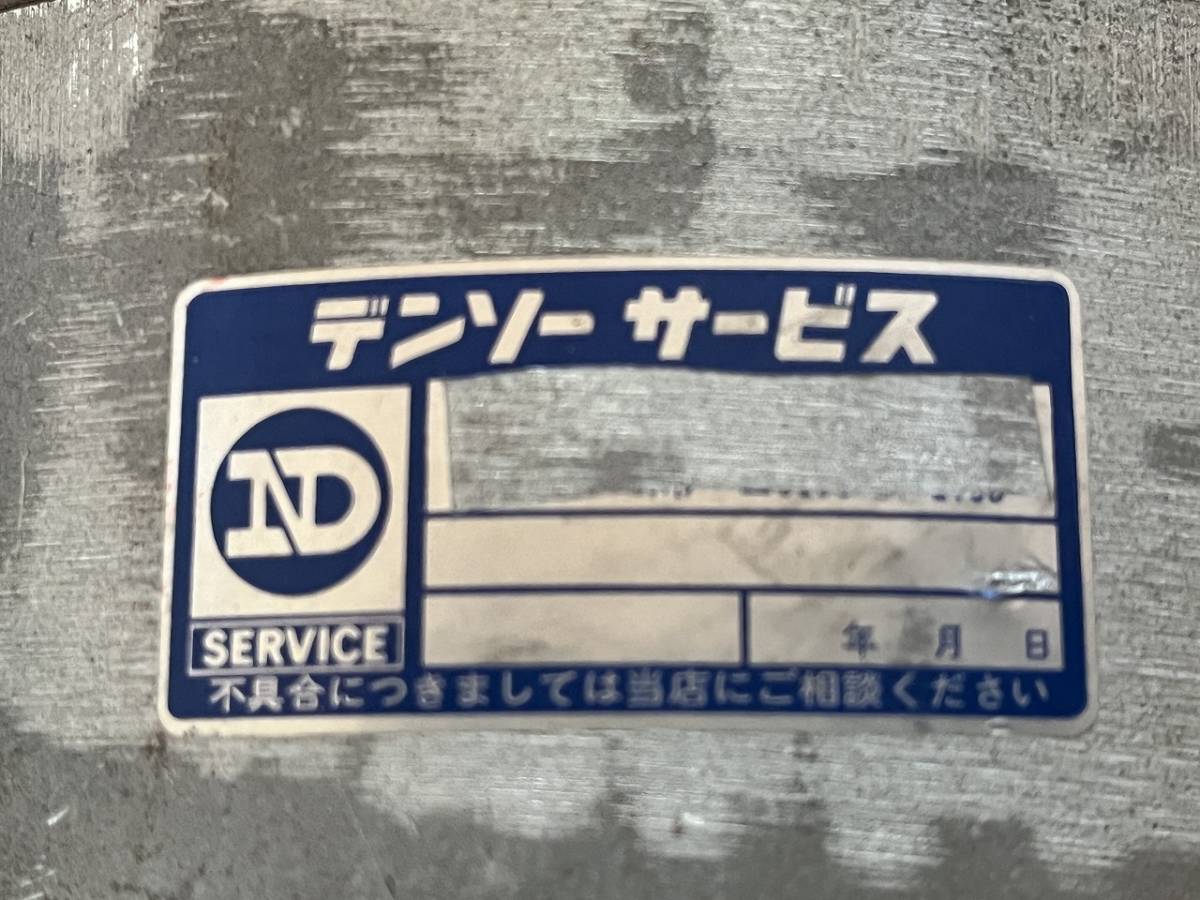 デンソー サービス
ND
SERVICE
年 月 日
不具合につきましては当店にご相談ください